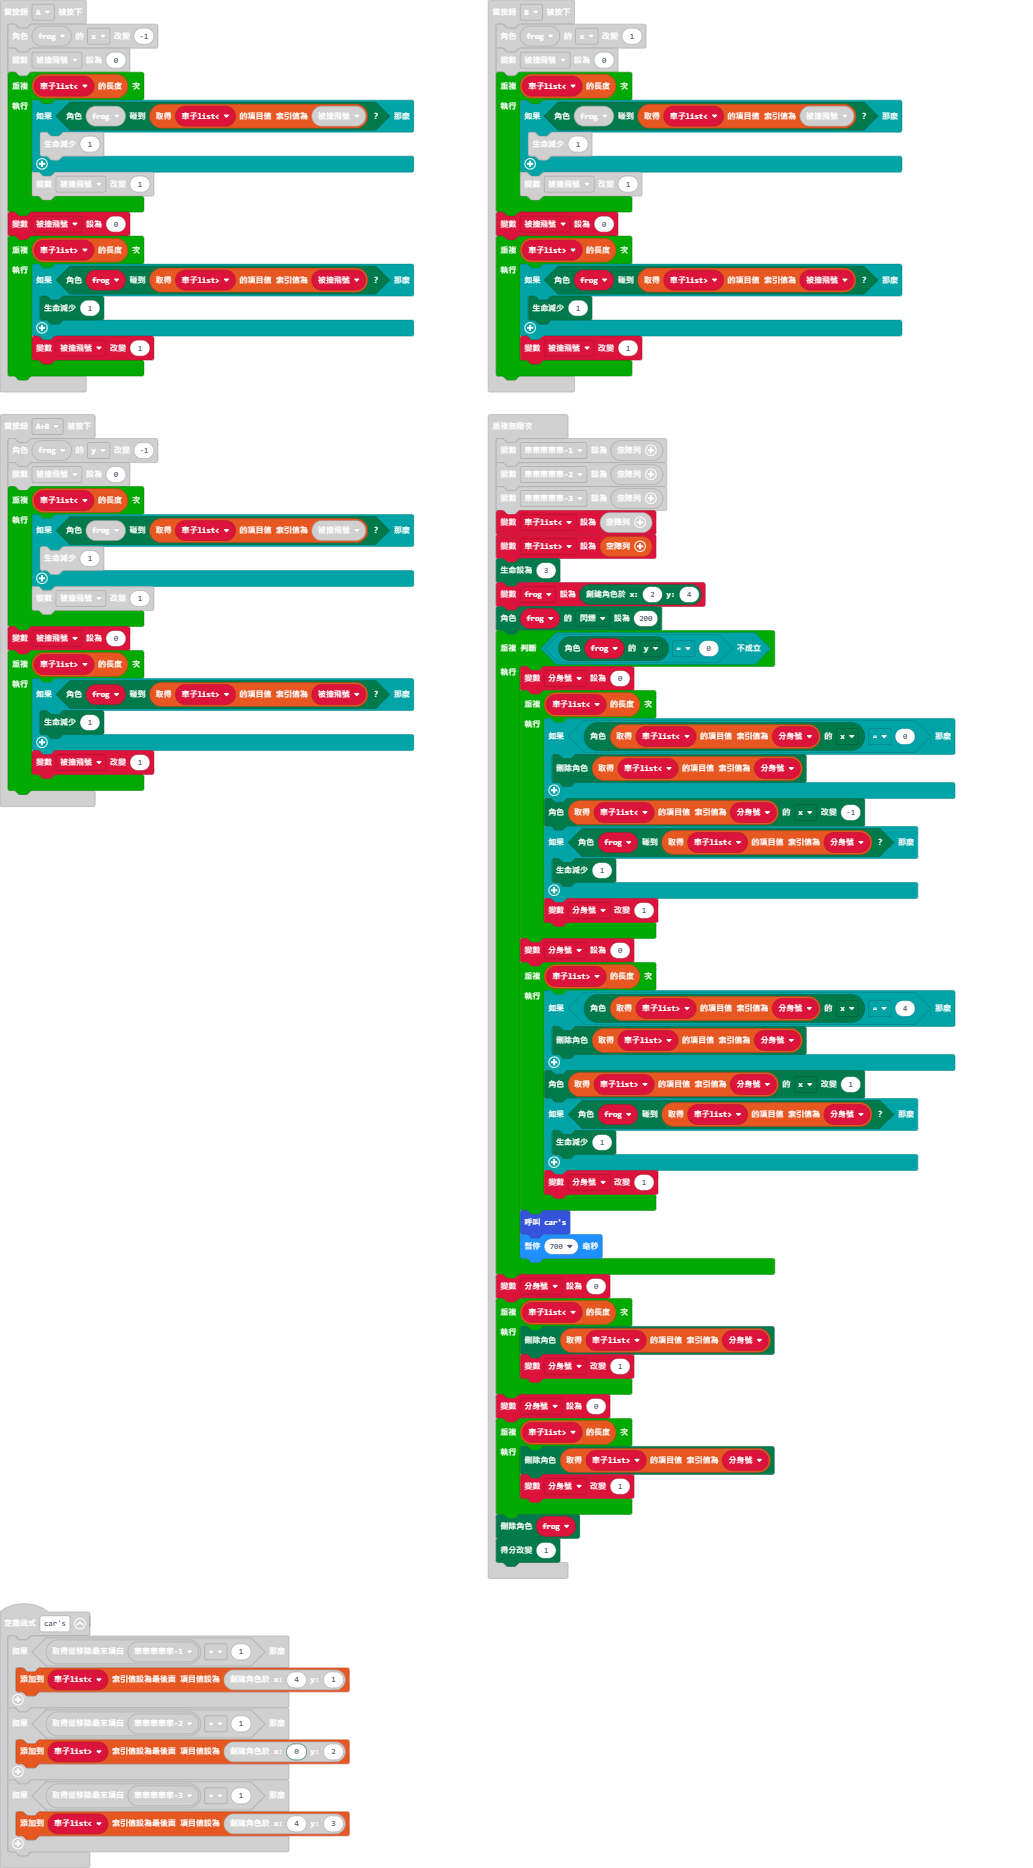 當按鈕 A 被按下
角色 frog 的 x 改變 -1
變數 被撞飛號 設為 0
重複 車子list< 的長度 次
執行
如果 角色 frog 碰到 取得 車子list< 的項目值 索引值為 被撞飛號 ? 那麼
生命減少 1
變數 被撞飛號 改變 1
變數 被撞飛號 設為 0
重複 車子list> 的長度 次
執行
如果 角色 frog 碰到 取得 車子list> 的項目值 索引值為 被撞飛號 ? 那麼
生命減少 1
變數 被撞飛號 改變 1
當按鈕 B 被按下
角色 frog 的 x 改變 1
變數 被撞飛號 設為 0
重複 車子list< 的長度 次
執行
如果 角色 frog 碰到 取得 車子list< 的項目值 索引值為 被撞飛號 ? 那麼
生命減少 1
變數 被撞飛號 改變 1
變數 被撞飛號 設為 0
重複 車子list> 的長度 次
執行
如果 角色 frog 碰到 取得 車子list> 的項目值 索引值為 被撞飛號 ? 那麼
生命減少 1
變數 被撞飛號 改變 1
當按鈕 A+B 被按下
角色 frog 的 y 改變 -1
變數 被撞飛號 設為 0
重複 車子list< 的長度 次
執行
如果 角色 frog 碰到 取得 車子list< 的項目值 索引值為 被撞飛號 ? 那麼
生命減少 1
變數 被撞飛號 改變 1
變數 被撞飛號 設為 0
重複 車子list> 的長度 次
執行
如果 角色 frog 碰到 取得 車子list> 的項目值 索引值為 被撞飛號 ? 那麼
生命減少 1
變數 被撞飛號 改變 1
重複無限次
變數 車車車車車-1 設為 空陣列
變數 車車車車車-2 設為 空陣列
變數 車車車車車-3 設為 空陣列
變數 車子list< 設為 空陣列
變數 車子list> 設為 空陣列
生命設為 3
變數 frog 設為 創建角色於 x: 2 y: 4
角色 frog 的 閃爍 設為 200
重複 判斷 角色 frog 的 y = 0 不成立
執行
變數 分身號 設為 0
重複 車子list< 的長度 次
執行
如果 角色 取得 車子list< 的項目值 索引值為 分身號 的 x = 0 那麼
刪除角色 取得 車子list< 的項目值 索引值為 分身號
角色 取得 車子list< 的項目值 索引值為 分身號 的 x 改變 -1
如果 角色 frog 碰到 取得 車子list< 的項目值 索引值為 分身號 ? 那麼
生命減少 1
變數 分身號 改變 1
變數 分身號 設為 0
重複 車子list> 的長度 次
執行
如果 角色 取得 車子list> 的項目值 索引值為 分身號 的 x = 4 那麼
刪除角色 取得 車子list> 的項目值 索引值為 分身號
角色 取得 車子list> 的項目值 索引值為 分身號 的 x 改變 1
如果 角色 frog 碰到 取得 車子list> 的項目值 索引值為 分身號 ? 那麼
生命減少 1
變數 分身號 改變 1
呼叫 car's
暫停 700 毫秒
變數 分身號 設為 0
重複 車子list< 的長度 次
執行
刪除角色 取得 車子list< 的項目值 索引值為 分身號
變數 分身號 改變 1
變數 分身號 設為 0
重複 車子list> 的長度 次
執行
刪除角色 取得 車子list> 的項目值 索引值為 分身號
變數 分身號 改變 1
刪除角色 frog
得分改變 1
定義函式 car's
如果 取得並移除最末項自 車車車車車-1 = 1 那麼
添加到 車子list< 索引值設為最後面 項目值設為 創建角色於 x: 4 y: 1
如果 取得並移除最末項自 車車車車車-2 = 1 那麼
添加到 車子list> 索引值設為最後面 項目值設為 創建角色於 x: 0 y: 2
如果 取得並移除最末項自 車車車車車-3 = 1 那麼
添加到 車子list< 索引值設為最後面 項目值設為 創建角色於 x: 4 y: 3